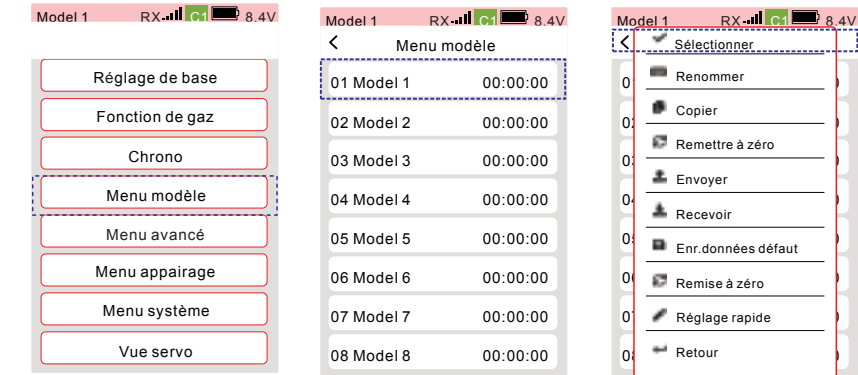 Model 1 RX C1 8.4V
Réglage de base
Fonction de gaz
Chrono
Menu modèle
Menu avancé
Menu appairage
Menu système
Vue servo
Model 1 RX C1 8.4V
Menu modèle
01 Model 1 00:00:00
02 Model 2 00:00:00
03 Model 3 00:00:00
04 Model 4 00:00:00
05 Model 5 00:00:00
06 Model 6 00:00:00
07 Model 7 00:00:00
08 Model 8 00:00:00
Model 1 RX C1 8.4V
Sélectionner
Renommer
Copier
Remettre à zéro
Envoyer
Recevoir
Enr.données défaut
Remise à zéro
Réglage rapide
Retour